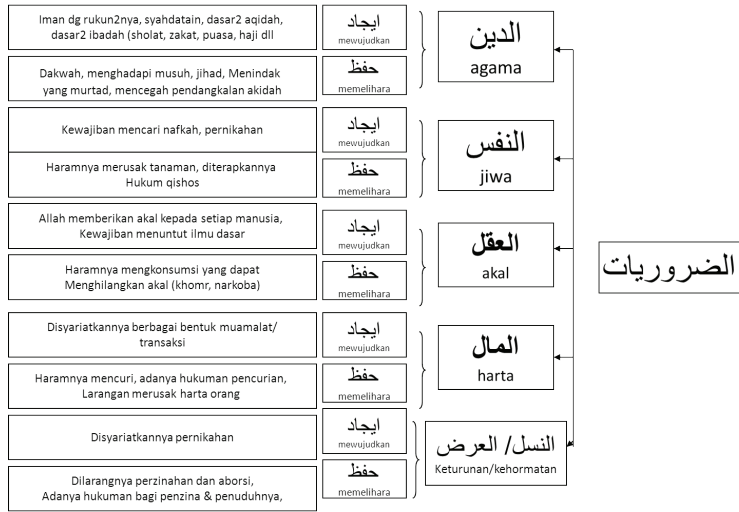 الضروريات
الدين
agama
ايجاد
mewujudkan
Iman dg rukun2nya, syahdatain, dasar2 aqidah,
dasar2 ibadah (sholat, zakat, puasa, haji dll
حفظ
memelihara
Dakwah, menghadapi musuh, jihad, Menindak
yang murtad, mencegah pendangkalan akidah
النفس
jiwa
ايجاد
mewujudkan
Kewajiban mencari nafkah, pernikahan
حفظ
memelihara
Haramnya merusak tanaman, diterapkannya
Hukum qishos
العقل
akal
ايجاد
mewujudkan
Allah memberikan akal kepada setiap manusia,
Kewajiban menuntut ilmu dasar
حفظ
memelihara
Haramnya mengkonsumsi yang dapat
Menghilangkan akal (khomr, narkoba)
المال
harta
ايجاد
mewujudkan
Disyariatkannya berbagai bentuk muamalat/
transaksi
حفظ
memelihara
Haramnya mencuri, adanya hukuman pencurian,
Larangan merusak harta orang
النسل/ العرض
Keturunan/kehormatan
ايجاد
mewujudkan
Disyariatkannya pernikahan
حفظ
memelihara
Dilarangnya perzinahan dan aborsi,
Adanya hukuman bagi penzina & penuduhnya,